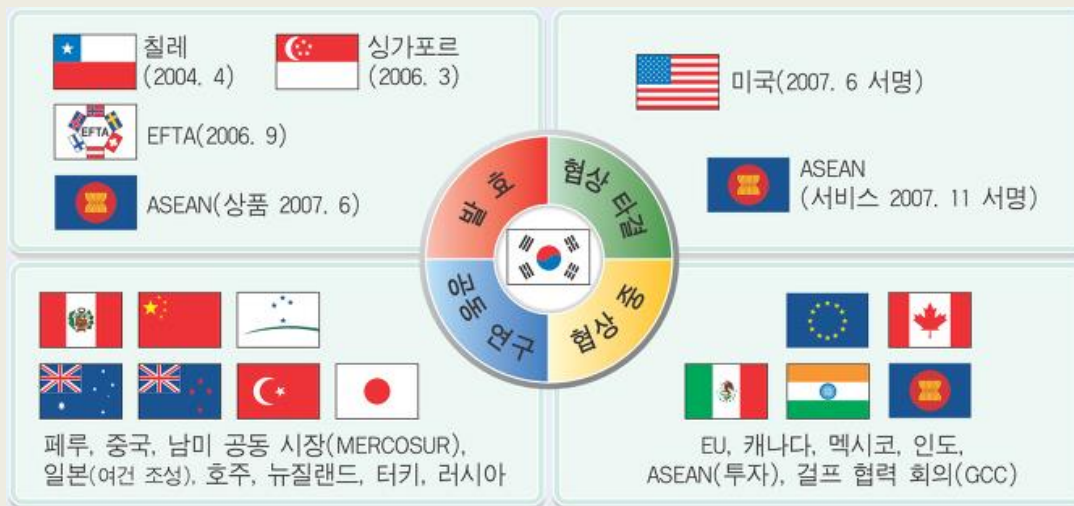 칠레
(2004. 4)
싱가포르
(2006. 3)
EFTA
EFTA(2006. 9)
ASEAN(상품 2007. 6)
미국(2007. 6 서명)
ASEAN
(서비스 2007. 11 서명)
발효
협상 타결
공동 연구
협상 중
페루, 중국, 남미 공동 시장(MERCOSUR),
일본(여건 조성), 호주, 뉴질랜드, 터키, 러시아
EU, 캐나다, 멕시코, 인도,
ASEAN(투자), 걸프 협력 회의(GCC)